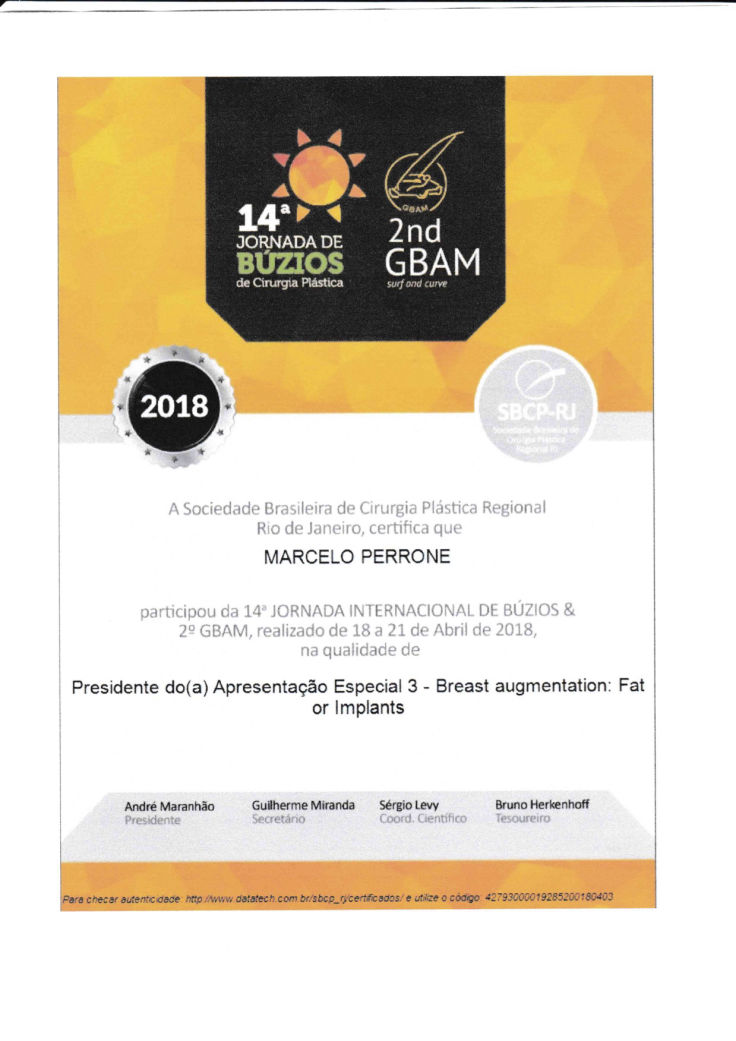 14ª
JORNADA DE
BÚZIOS
de Cirurgia Plástica
GBAM
2nd
GBAM
surf and curve
2018
SBCP-RJ
Sociedade Brasileira de
Cirurgia Plástica
Regional RJ
A Sociedade Brasileira de Cirurgia Plástica Regional
Rio de Janeiro, certifica que
MARCELO PERRONE
participou da 14ª JORNADA INTERNACIONAL DE BÚZIOS &
2º GBAM, realizado de 18 a 21 de Abril de 2018,
na qualidade de
Presidente do(a) Apresentação Especial 3 - Breast augmentation: Fat
or Implants
André Maranhão
Presidente
Guilherme Miranda
Secretário
Sérgio Levy
Coord. Científico
Bruno Herkenhoff
Tesoureiro
Para checar autenticidade: http://www.datatech.com.br/sbcp_rj/certificados/ e utilize o código: 42793000019285200180403